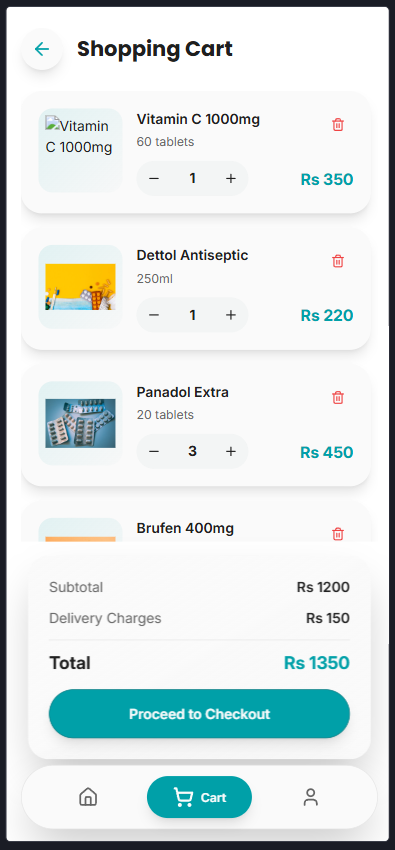 Shopping Cart
Vitamin C 1000mg
Vitamin
C 1000mg
60 tablets
1
Rs 350
Dettol Antiseptic
250ml
1
Rs 220
Panadol Extra
20 tablets
3
Rs 450
Brufen 400mg
Subtotal Rs 1200
Delivery Charges Rs 150
Total Rs 1350
Proceed to Checkout
Cart